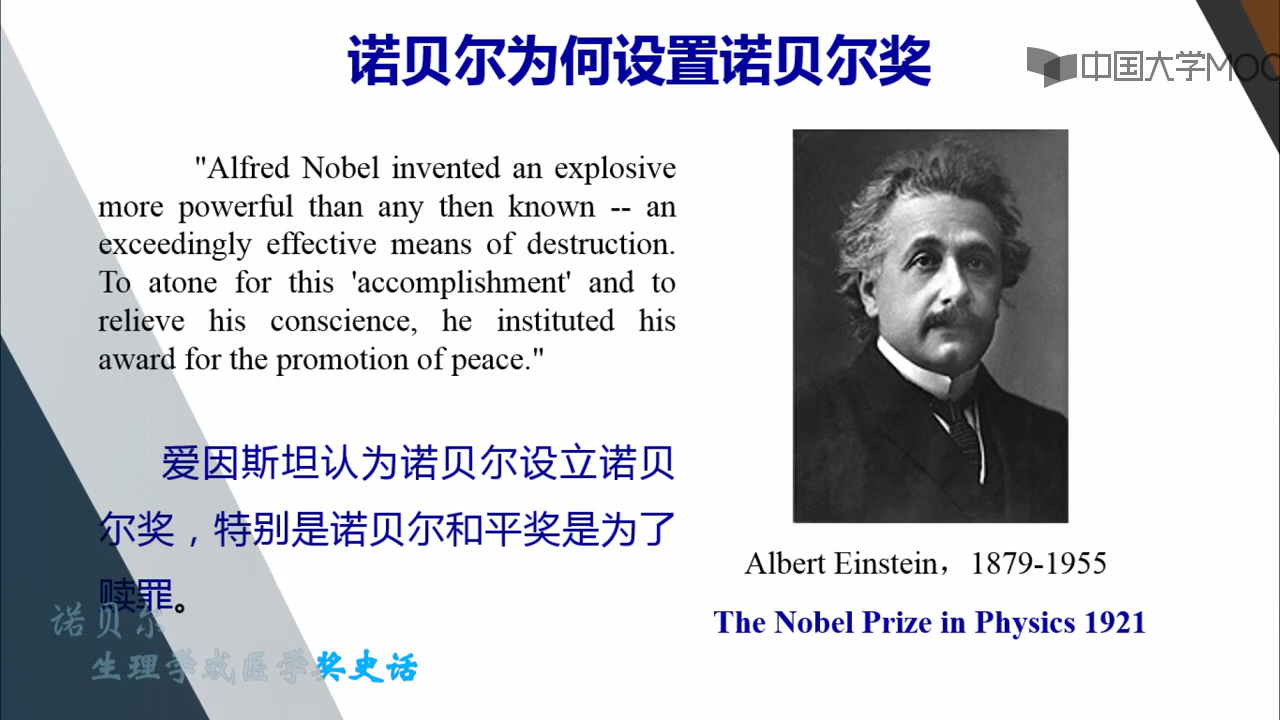 诺贝尔为何设置诺贝尔奖
中国大学MOO
"Alfred Nobel invented an explosive
more powerful than any then known -- an
exceedingly effective means of destruction.
To atone for this 'accomplishment' and to
relieve his conscience, he instituted his
award for the promotion of peace."
爱因斯坦认为诺贝尔设立诺贝
尔奖，特别是诺贝尔和平奖是为了
赎罪。
Albert Einstein，1879-1955
The Nobel Prize in Physics 1921
诺贝尔
生理学或医学奖史话